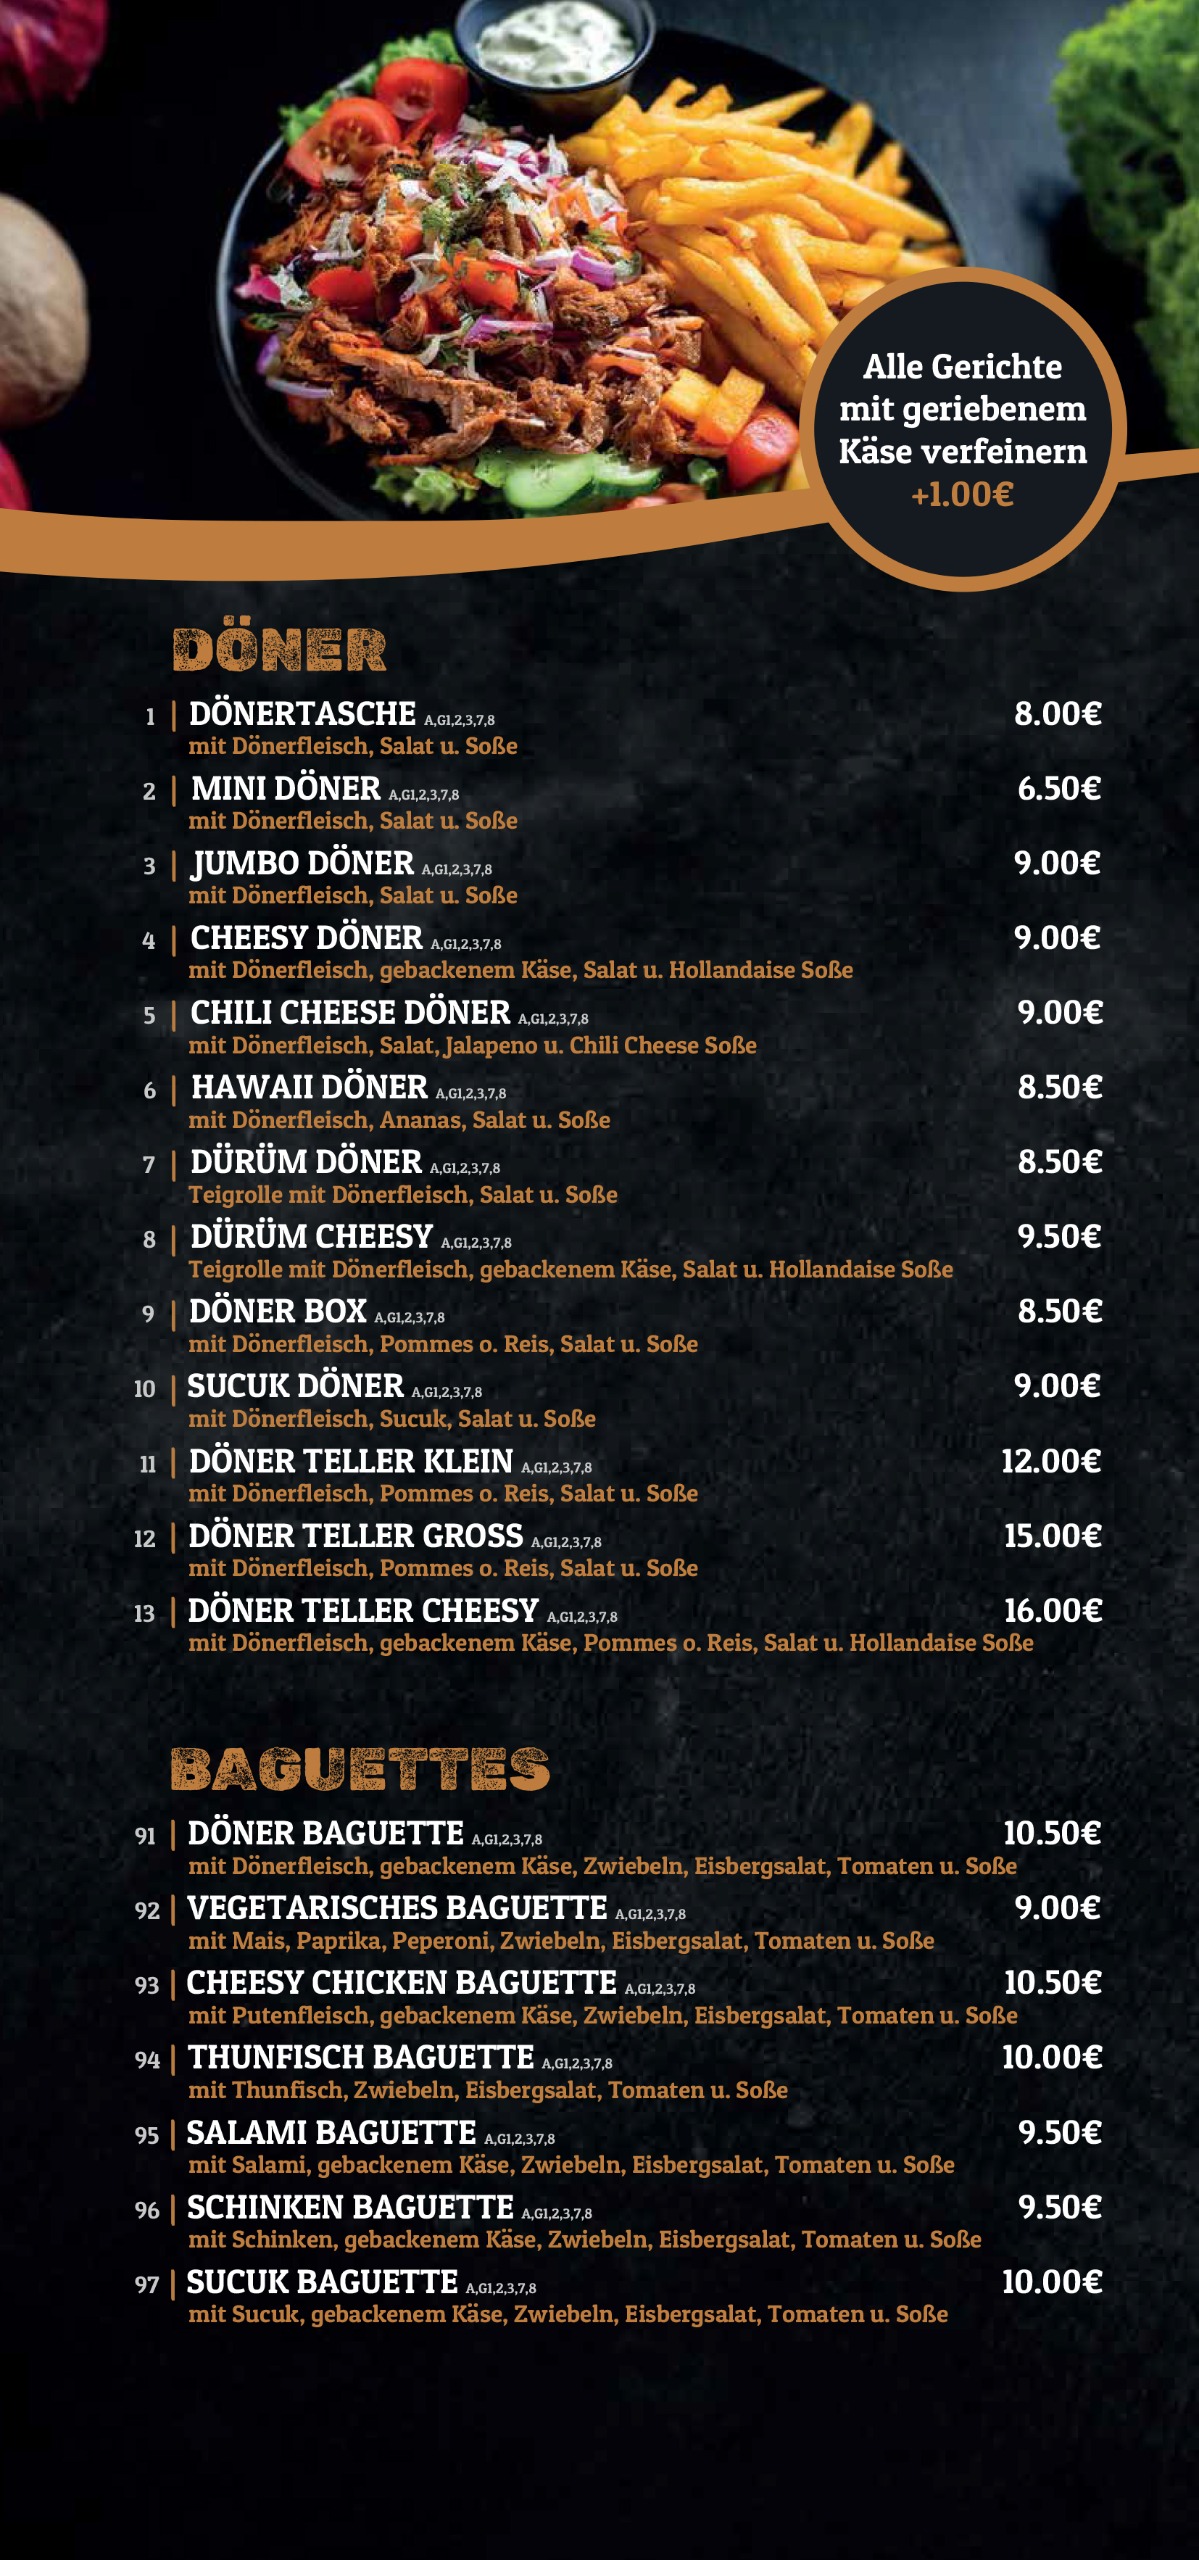 Alle Gerichte
mit geriebenem
Käse verfeinern
+1.00€
DÖNER
1 | DÖNERTASCHE A,G1,2,3,7,8 8.00€
mit Dönerfleisch, Salat u. Soße
2 | MINI DÖNER A,G1,2,3,7,8 6.50€
mit Dönerfleisch, Salat u. Soße
3 | JUMBO DÖNER A,G1,2,3,7,8 9.00€
mit Dönerfleisch, Salat u. Soße
4 | CHEESY DÖNER A,G1,2,3,7,8 9.00€
mit Dönerfleisch, gebackenem Käse, Salat u. Hollandaise Soße
5 | CHILI CHEESE DÖNER A,G1,2,3,7,8 9.00€
mit Dönerfleisch, Salat, Jalapeno u. Chili Cheese Soße
6 | HAWAII DÖNER A,G1,2,3,7,8 8.50€
mit Dönerfleisch, Ananas, Salat u. Soße
7 | DÜRÜM DÖNER A,G1,2,3,7,8 8.50€
Teigrolle mit Dönerfleisch, Salat u. Soße
8 | DÜRÜM CHEESY A,G1,2,3,7,8 9.50€
Teigrolle mit Dönerfleisch, gebackenem Käse, Salat u. Hollandaise Soße
9 | DÖNER BOX A,G1,2,3,7,8 8.50€
mit Dönerfleisch, Pommes o. Reis, Salat u. Soße
10 | SUCUK DÖNER A,G1,2,3,7,8 9.00€
mit Dönerfleisch, Sucuk, Salat u. Soße
11 | DÖNER TELLER KLEIN A,G1,2,3,7,8 12.00€
mit Dönerfleisch, Pommes o. Reis, Salat u. Soße
12 | DÖNER TELLER GROSS A,G1,2,3,7,8 15.00€
mit Dönerfleisch, Pommes o. Reis, Salat u. Soße
13 | DÖNER TELLER CHEESY A,G1,2,3,7,8 16.00€
mit Dönerfleisch, gebackenem Käse, Pommes o. Reis, Salat u. Hollandaise Soße
BAGUETTES
91 | DÖNER BAGUETTE A,G1,2,3,7,8 10.50€
mit Dönerfleisch, gebackenem Käse, Zwiebeln, Eisbergsalat, Tomaten u. Soße
92 | VEGETARISCHES BAGUETTE A,G1,2,3,7,8 9.00€
mit Mais, Paprika, Peperoni, Zwiebeln, Eisbergsalat, Tomaten u. Soße
93 | CHEESY CHICKEN BAGUETTE A,G1,2,3,7,8 10.50€
mit Putenfleisch, gebackenem Käse, Zwiebeln, Eisbergsalat, Tomaten u. Soße
94 | THUNFISCH BAGUETTE A,G1,2,3,7,8 10.00€
mit Thunfisch, Zwiebeln, Eisbergsalat, Tomaten u. Soße
95 | SALAMI BAGUETTE A,G1,2,3,7,8 9.50€
mit Salami, gebackenem Käse, Zwiebeln, Eisbergsalat, Tomaten u. Soße
96 | SCHINKEN BAGUETTE A,G1,2,3,7,8 9.50€
mit Schinken, gebackenem Käse, Zwiebeln, Eisbergsalat, Tomaten u. Soße
97 | SUCUK BAGUETTE A,G1,2,3,7,8 10.00€
mit Sucuk, gebackenem Käse, Zwiebeln, Eisbergsalat, Tomaten u. Soße